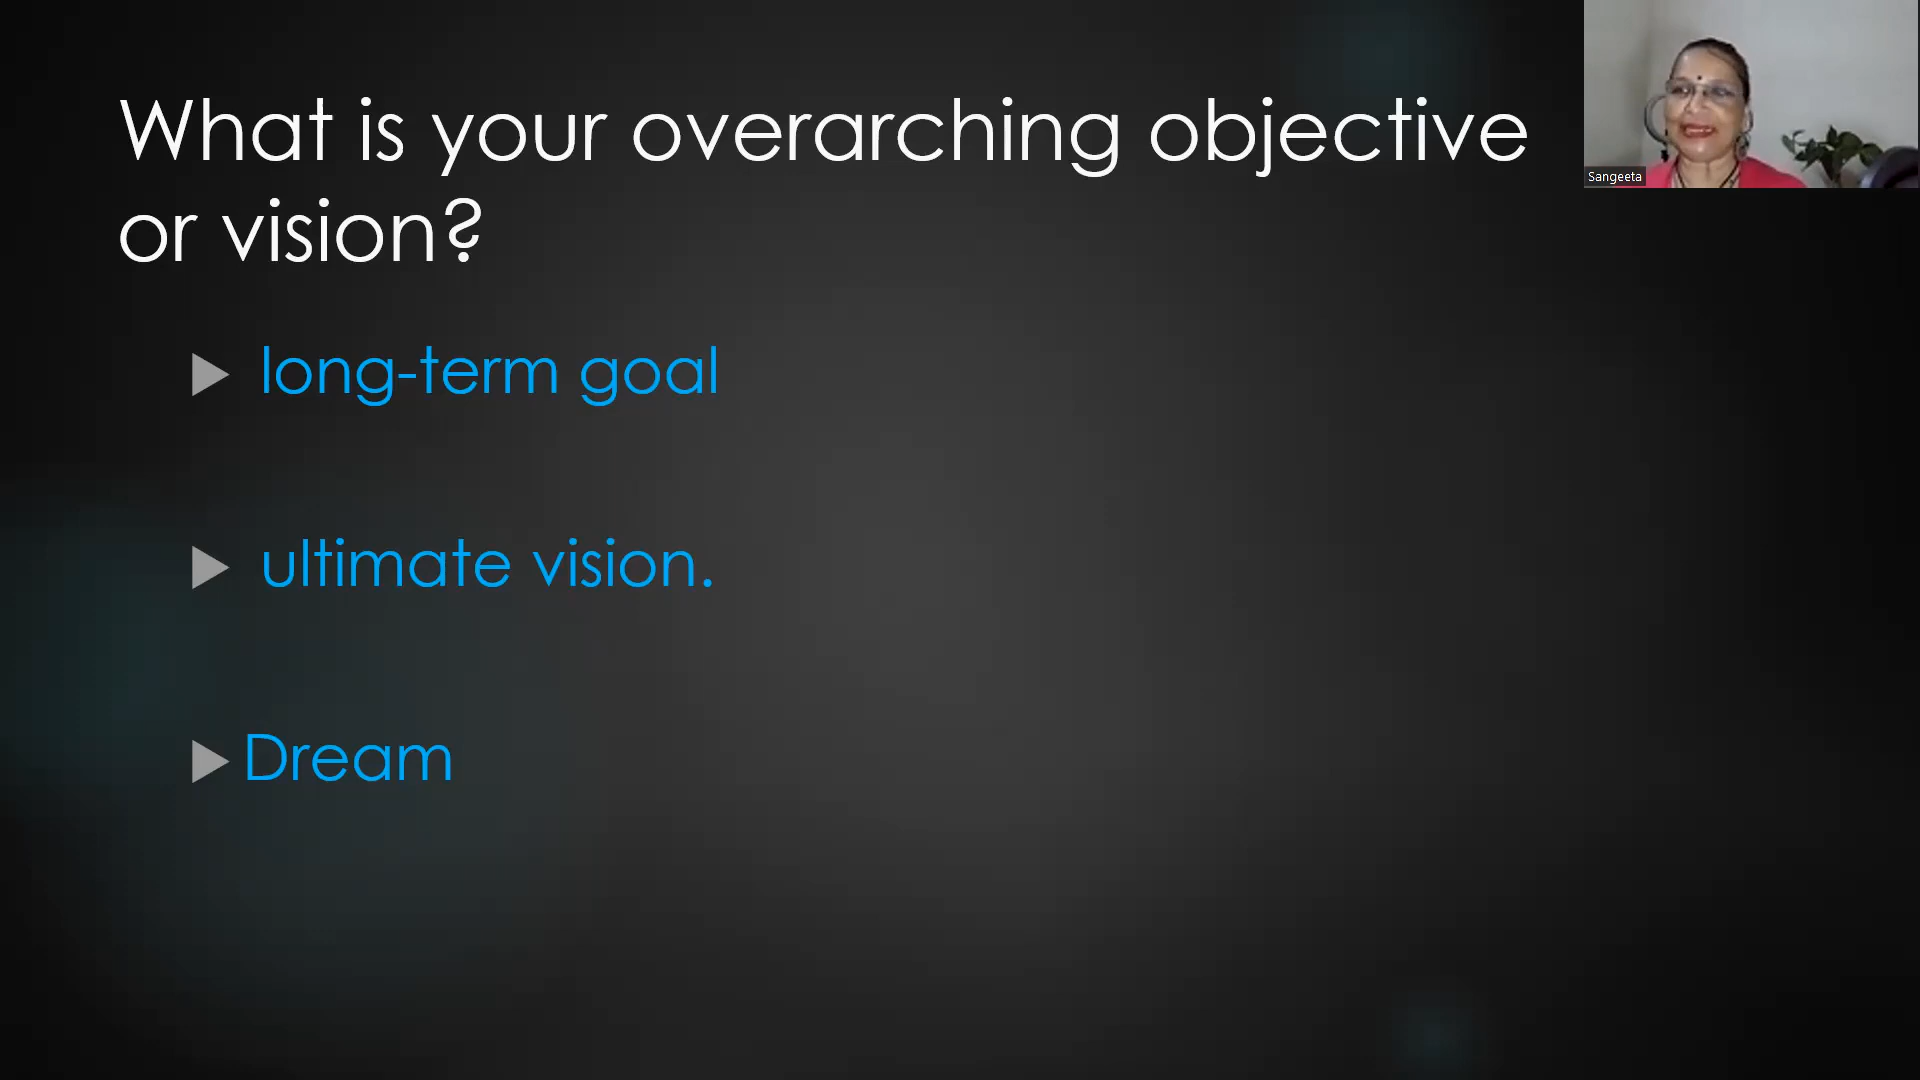 What is your overarching objective
or vision?
long-term goal
ultimate vision.
Dream
Sangeeta